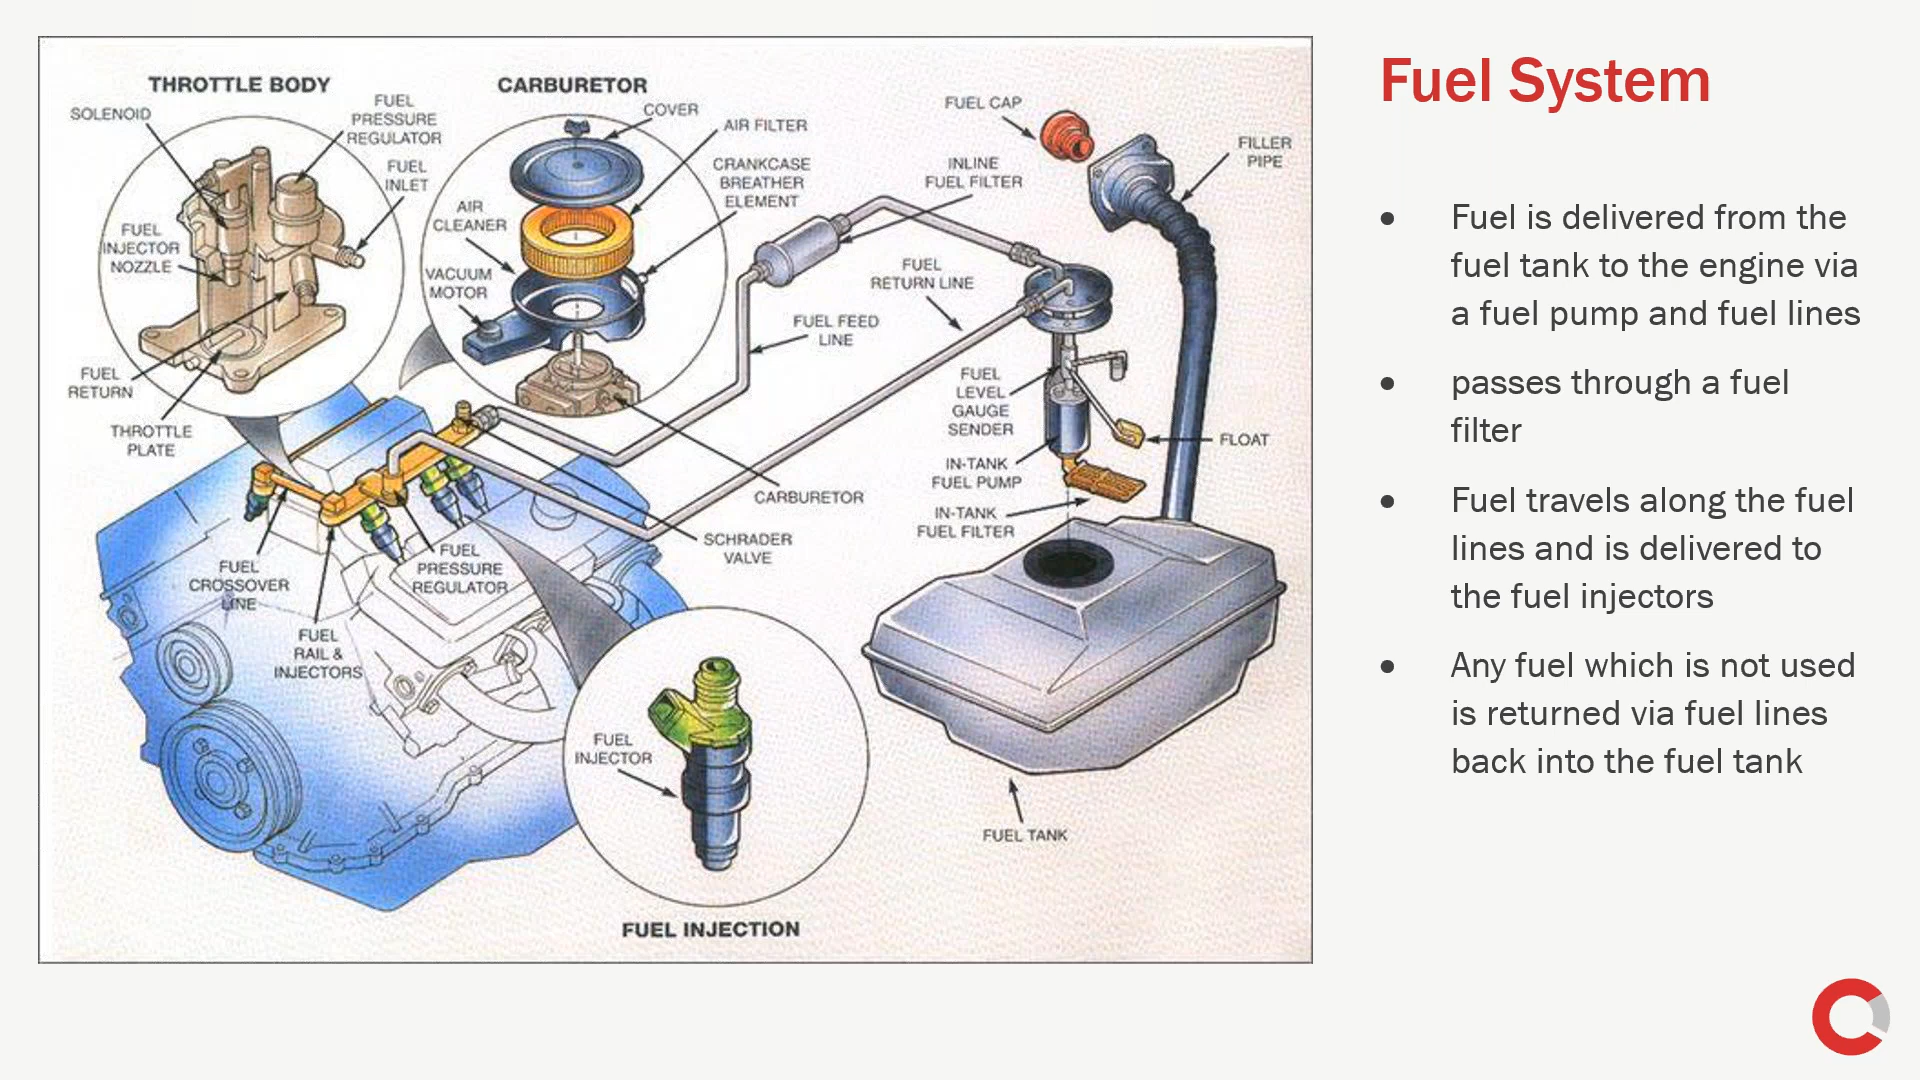 THROTTLE BODY
SOLENOID
FUEL
PRESSURE
REGULATOR
FUEL
INLET
FUEL
INJECTOR
NOZZLE
FUEL
RETURN
THROTTLE
PLATE
CARBURETOR
COVER
AIR FILTER
CRANKCASE
BREATHER
ELEMENT
AIR
CLEANER
VACUUM
MOTOR
CARBURETOR
FUEL CAP
FILLER
PIPE
INLINE
FUEL FILTER
FUEL
RETURN LINE
FUEL FEED
LINE
FUEL
LEVEL
GAUGE
SENDER
FLOAT
IN-TANK
FUEL PUMP
IN-TANK
FUEL FILTER
SCHRADER
VALVE
FUEL
CROSSOVER
LINE
FUEL
PRESSURE
REGULATOR
FUEL
RAIL &
INJECTORS
FUEL
INJECTOR
FUEL TANK
FUEL INJECTION
Fuel System
• Fuel is delivered from the
fuel tank to the engine via
a fuel pump and fuel lines
• passes through a fuel
filter
• Fuel travels along the fuel
lines and is delivered to
the fuel injectors
• Any fuel which is not used
is returned via fuel lines
back into the fuel tank